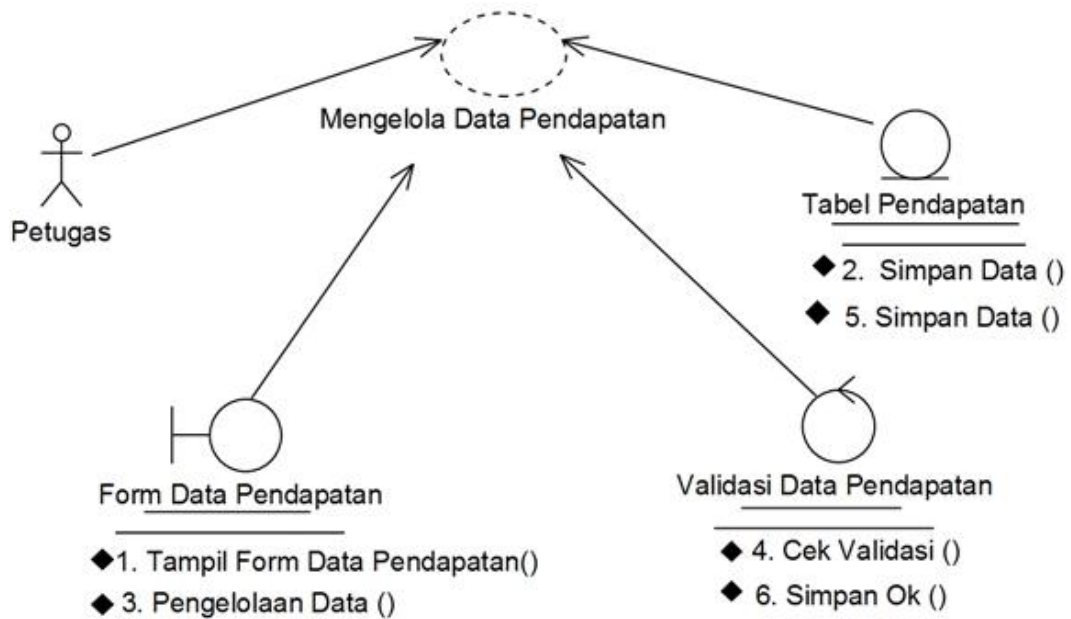 Mengelola Data Pendapatan
Petugas
Tabel Pendapatan
2. Simpan Data ()
5. Simpan Data ()
Form Data Pendapatan
1. Tampil Form Data Pendapatan()
3. Pengelolaan Data ()
Validasi Data Pendapatan
4. Cek Validasi ()
6. Simpan Ok ()